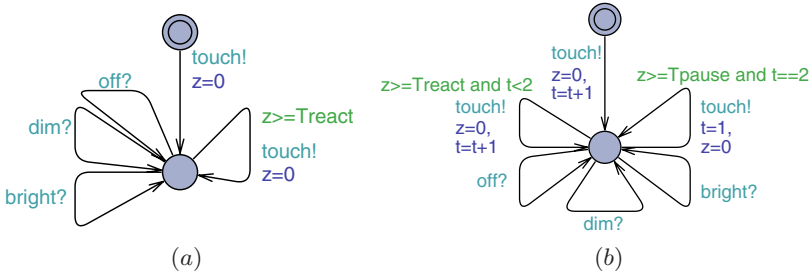 touch!
z=0
off?
dim?
bright?
z>=Treact
touch!
z=0
(a)
touch!
z=0,
t=t+1
z>=Treact and t<2
touch!
z=0,
t=t+1
z>=Tpause and t==2
touch!
t=1,
z=0
off?
dim?
bright?
(b)